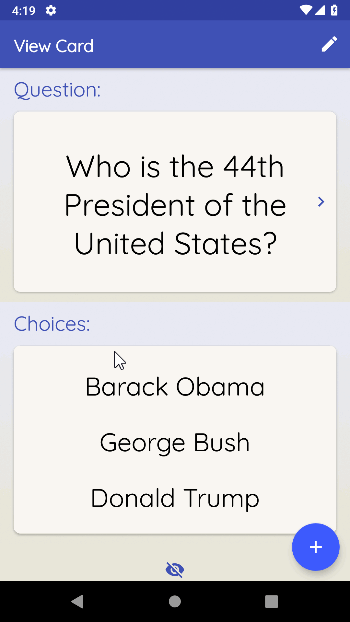 4:19
View Card
Question:
Who is the 44th
President of the
United States?
Choices:
Barack Obama
George Bush
Donald Trump